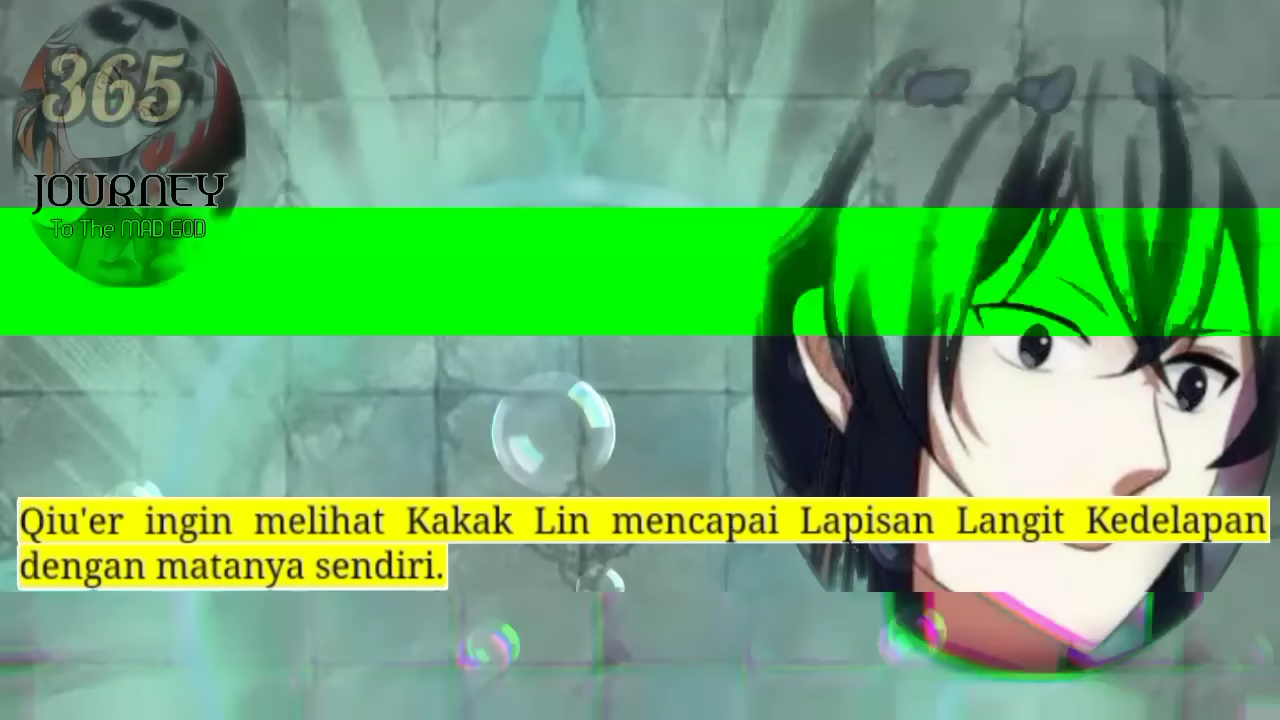 365
JOURNEY
To The MAD GOD
Qiu'er ingin melihat Kakak Lin mencapai Lapisan Langit Kedelapan
dengan matanya sendiri.